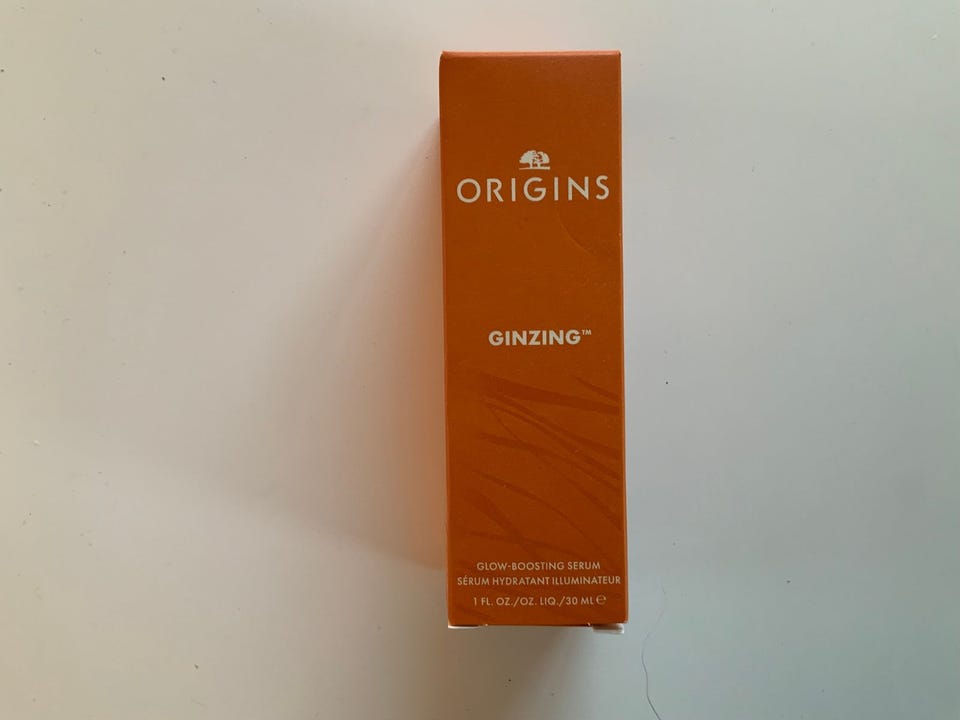 ORIGINS
GINZING™
GLOW-BOOSTING SERUM
SÉRUM HYDRATANT ILLUMINATEUR
1 FL. OZ./OZ. LIQ./30 ML ℮